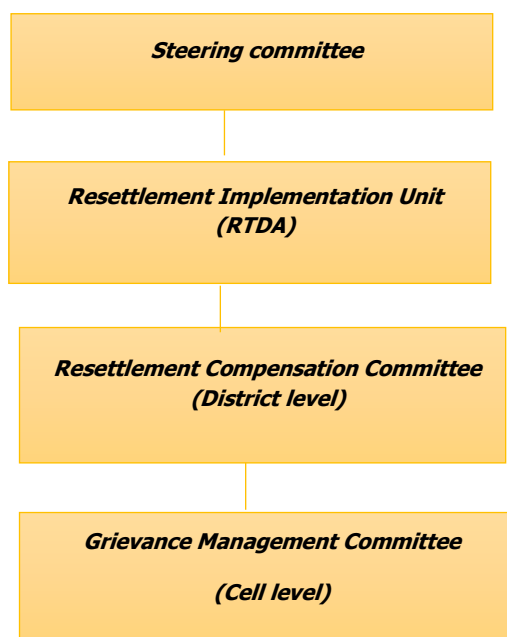 Steering committee
Resettlement Implementation Unit
(RTDA)
Resettlement Compensation Committee
(District level)
Grievance Management Committee
(Cell level)